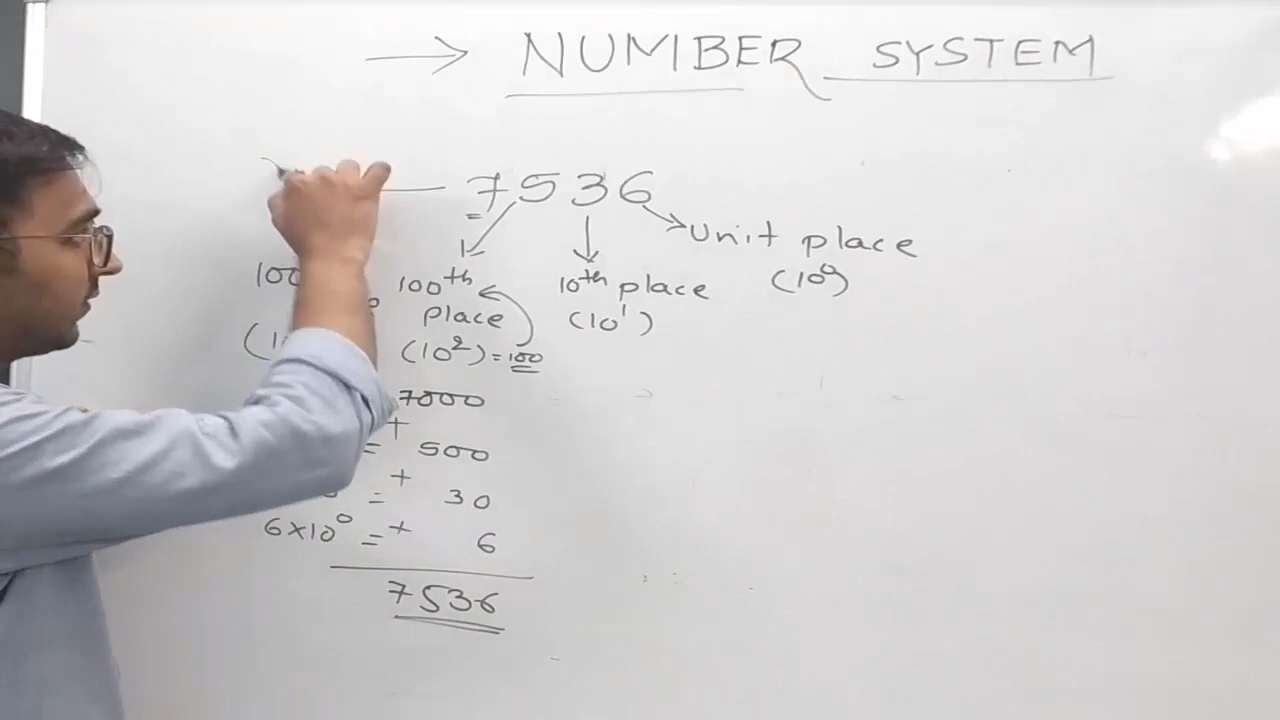 → NUMBER SYSTEM
7536
Unit place
(10⁰)
100th
place
(10²) = 100
10th place
(10¹)
7000
+
= 500
+
= 30
6×10⁰ = + 6
7536